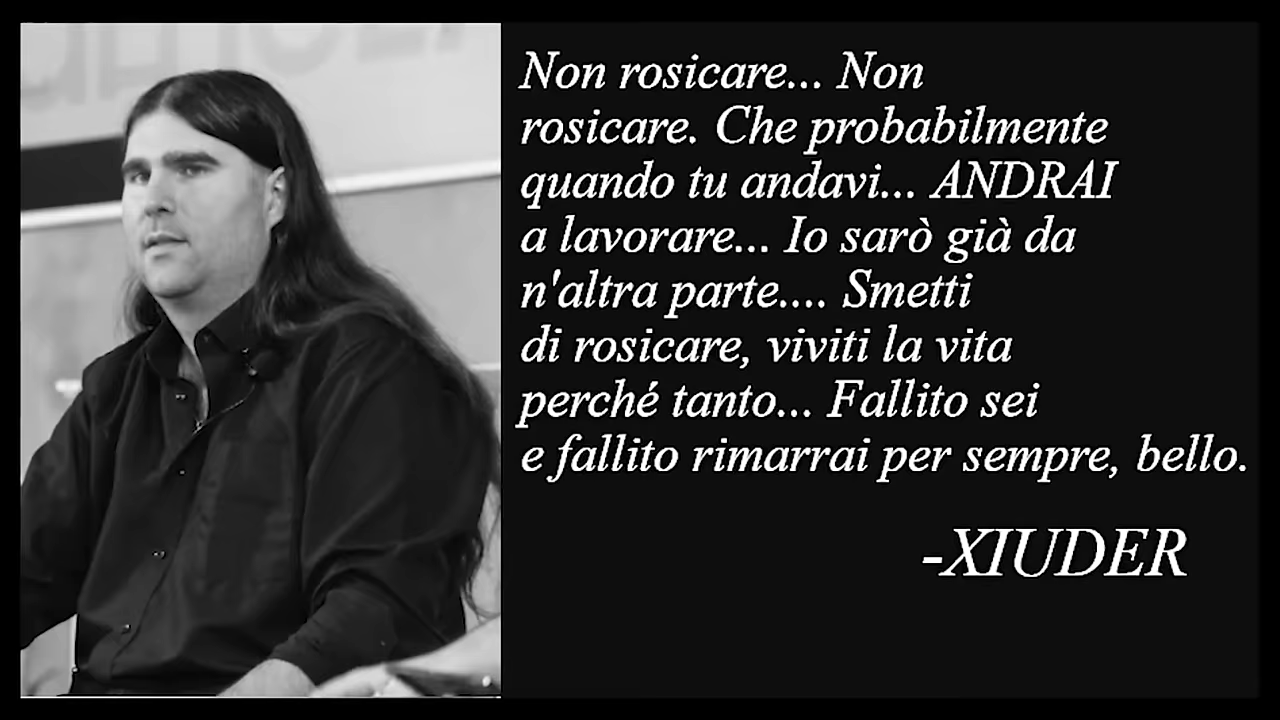 Non rosicare... Non
rosicare. Che probabilmente
quando tu andavi... ANDRAI
a lavorare... Io sarò già da
n'altra parte.... Smetti
di rosicare, viviti la vita
perché tanto... Fallito sei
e fallito rimarrai per sempre, bello.
-XIUDER